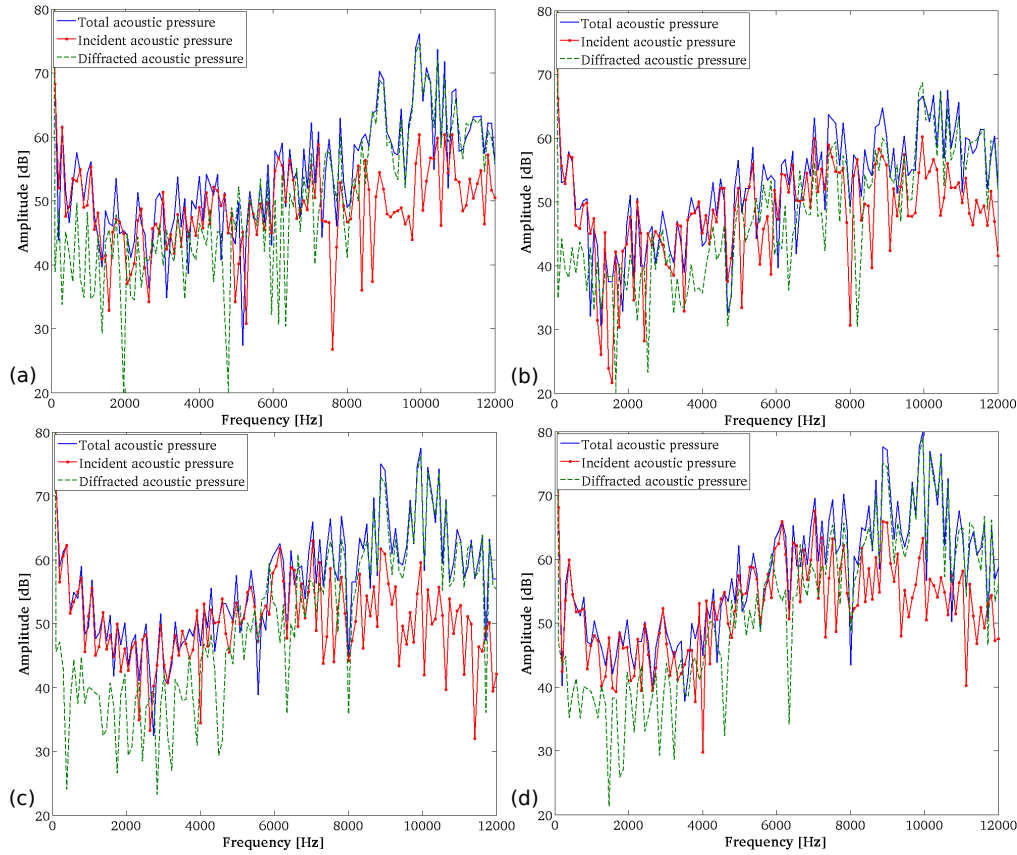 80
70
60
50
40
30
20
Amplitude [dB]
Total acoustic pressure
Incident acoustic pressure
Diffracted acoustic pressure
0 2000 4000 6000 8000 10000 12000
Frequency [Hz]
(a)
80
70
60
50
40
30
20
Amplitude [dB]
Total acoustic pressure
Incident acoustic pressure
Diffracted acoustic pressure
0 2000 4000 6000 8000 10000 12000
Frequency [Hz]
(b)
80
70
60
50
40
30
20
Amplitude [dB]
Total acoustic pressure
Incident acoustic pressure
Diffracted acoustic pressure
0 2000 4000 6000 8000 10000 12000
Frequency [Hz]
(c)
80
70
60
50
40
30
20
Amplitude [dB]
Total acoustic pressure
Incident acoustic pressure
Diffracted acoustic pressure
0 2000 4000 6000 8000 10000 12000
Frequency [Hz]
(d)